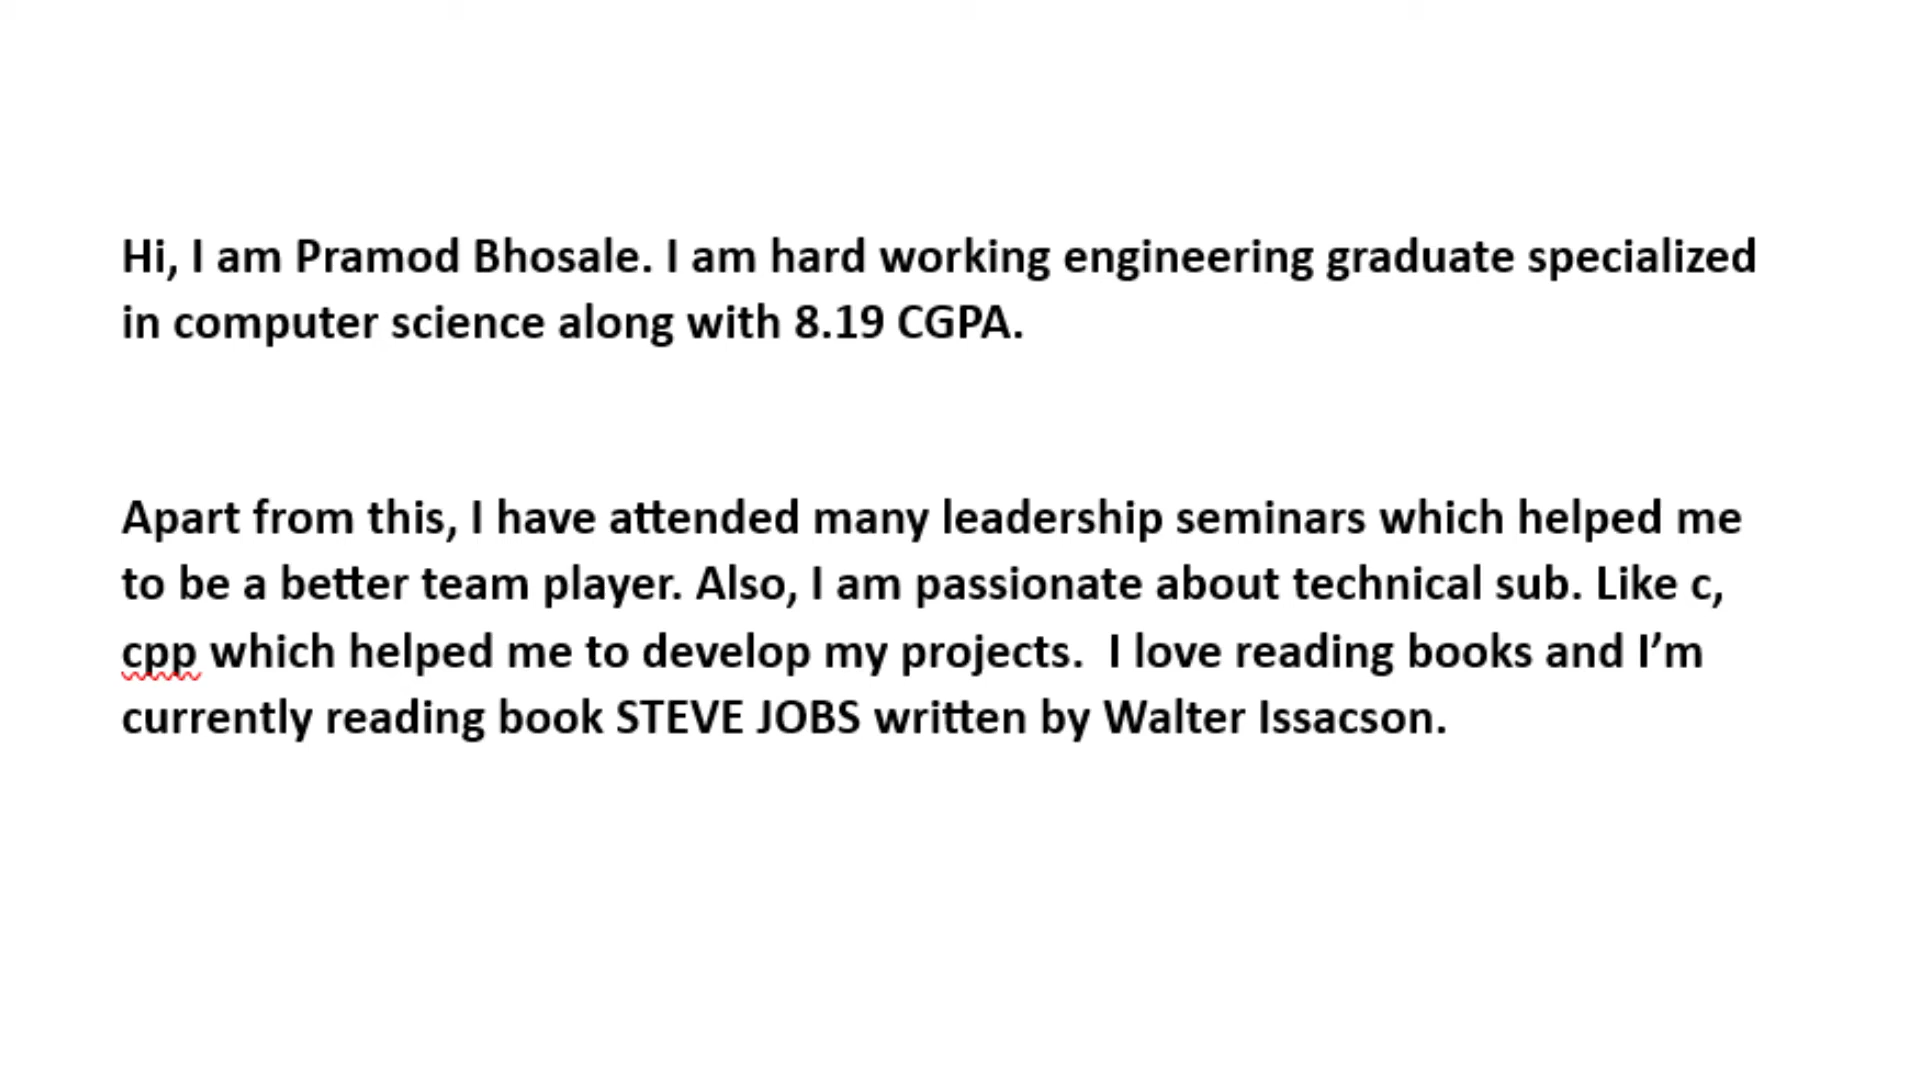 Hi, I am Pramod Bhosale. I am hard working engineering graduate specialized
in computer science along with 8.19 CGPA.
Apart from this, I have attended many leadership seminars which helped me
to be a better team player. Also, I am passionate about technical sub. Like c,
cpp which helped me to develop my projects.  I love reading books and I’m
currently reading book STEVE JOBS written by Walter Issacson.